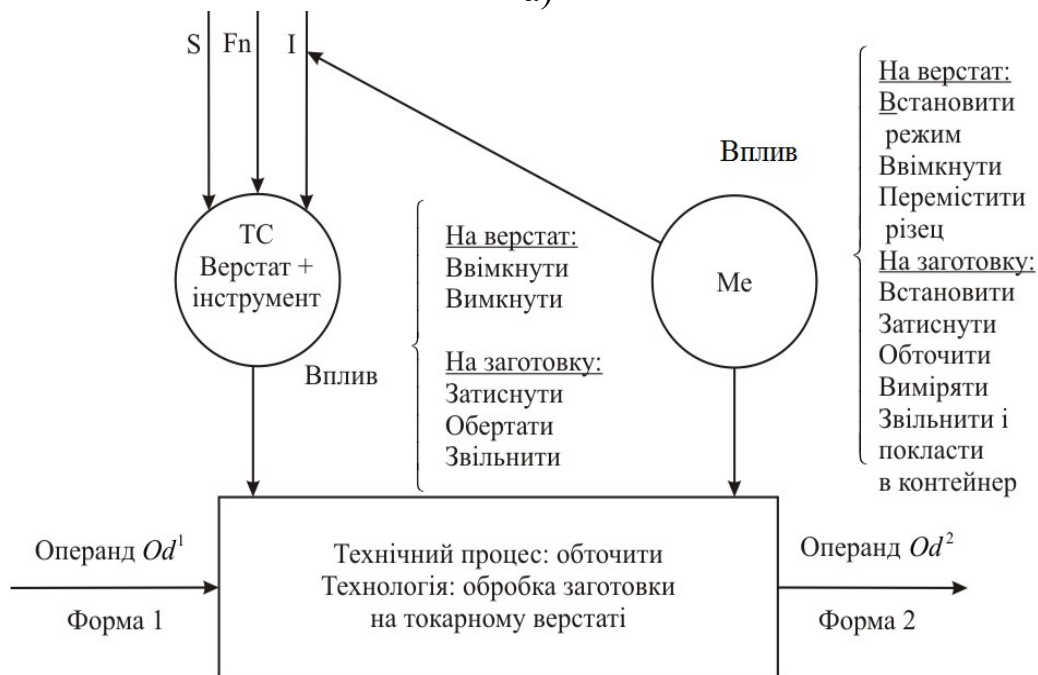 а)
S Fn I
ТС
Верстат +
інструмент
Вплив
На верстат:
Ввімкнути
Вимкнути
На заготовку:
Затиснути
Обертати
Звільнити
Вплив
Ме
На верстат:
Встановити
режим
Ввімкнути
Перемістити
різец
На заготовку:
Встановити
Затиснути
Обточити
Виміряти
Звільнити і
покласти
в контейнер
Операнд Od¹
Форма 1
Технічний процес: обточити
Технологія: обробка заготовки
на токарному верстаті
Операнд Od²
Форма 2